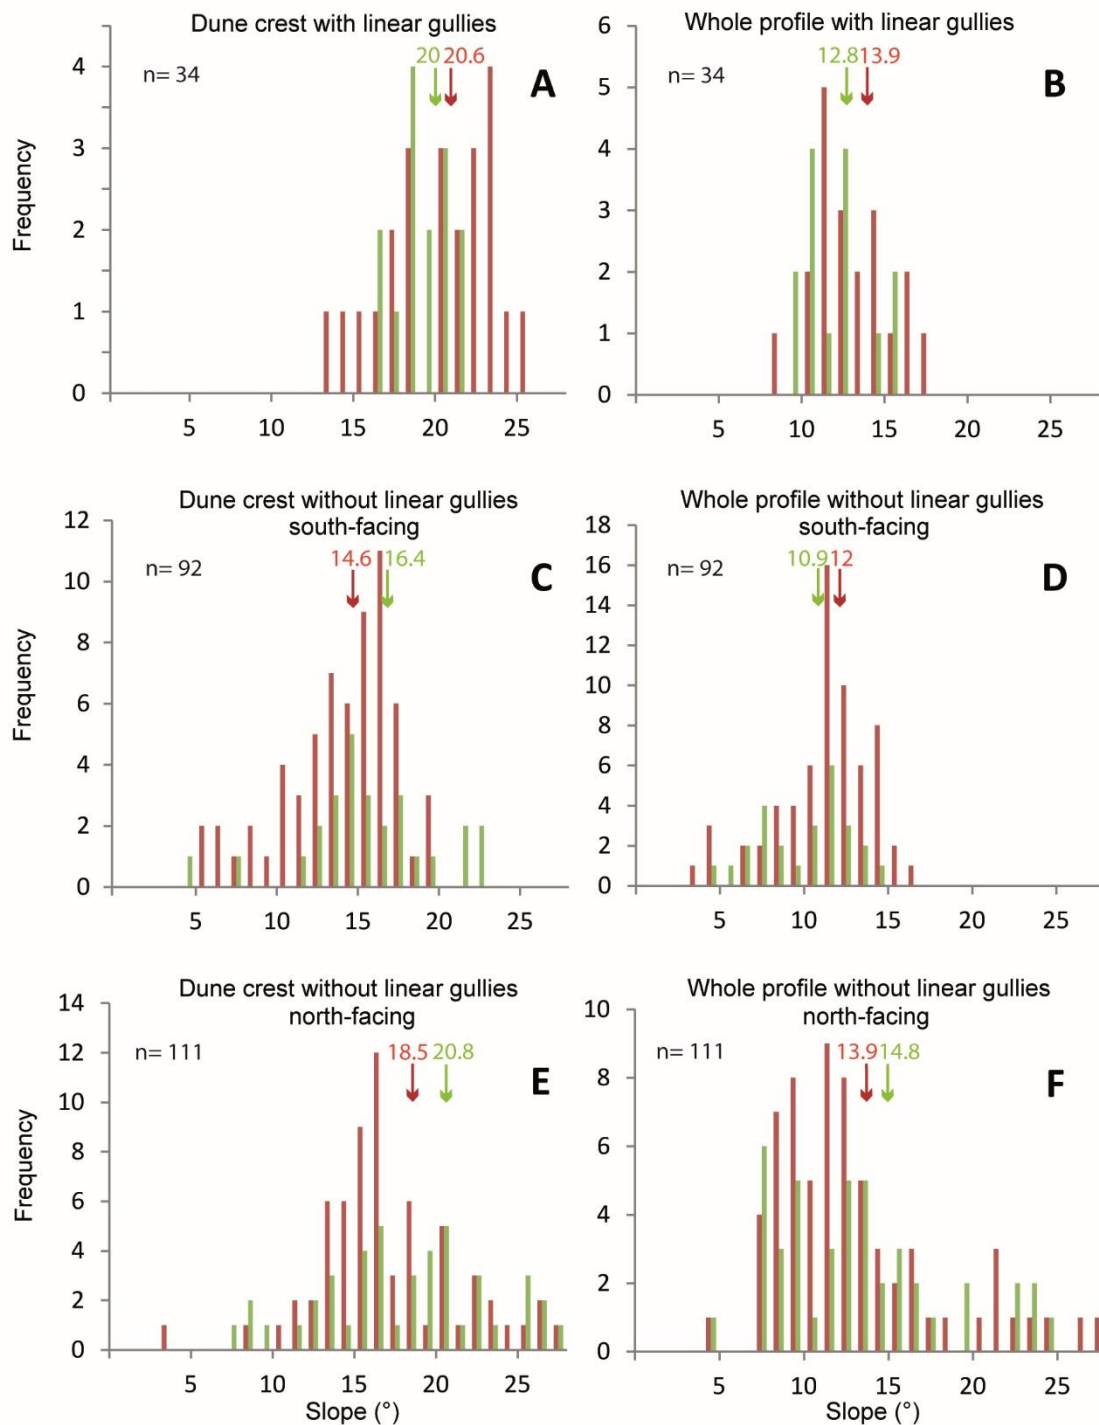 Dune crest with linear gullies
n= 34
20 20.6
A
Frequency
4
3
2
1
0
5 10 15 20 25
Whole profile with linear gullies
12.8 13.9
B
n= 34
6
5
4
3
2
1
0
5 10 15 20 25
Dune crest without linear gullies
south-facing
n= 92
14.6 16.4
C
Frequency
12
10
8
6
4
2
0
5 10 15 20 25
Whole profile without linear gullies
south-facing
n= 92
10.9 12
D
18
16
14
12
10
8
6
4
2
0
5 10 15 20 25
Dune crest without linear gullies
north-facing
n= 111
18.5 20.8
E
Frequency
14
12
10
8
6
4
2
0
5 10 15 20 25
Slope (°)
Whole profile without linear gullies
north-facing
n= 111
13.9 14.8
F
10
8
6
4
2
0
5 10 15 20 25
Slope (°)